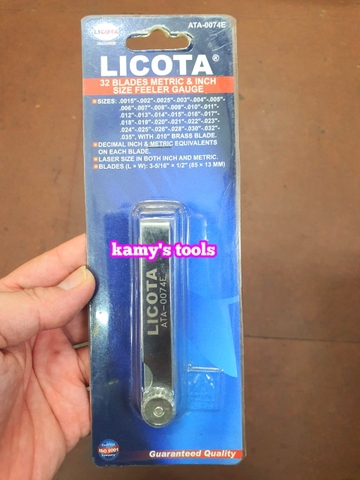 ATA-0074E
LICOTA
LICOTA®
32 BLADES METRIC & INCH
SIZE FEELER GAUGE
SIZES: .0015"-.002"-.0025"-.003"-.004"-.005"-
.006"-.007"-.008"-.009"-.010"-.011"-
.012"-.013"-.014"-.015"-.016"-.017"-
.018"-.019"-.020"-.021"-.022"-.023"-
.024"-.025"-.026"-.028"-.030"-.032"-
.035", WITH .010" BRASS BLADE.
DECIMAL INCH & METRIC EQUIVALENTS
ON EACH BLADE.
LASER SIZE IN BOTH INCH AND METRIC.
BLADES (L × W): 3-5/16" × 1/2" (85 × 13 MM)
kamy's tools
LICOTA
ATA-0074E
ISO 9001
Guaranteed Quality